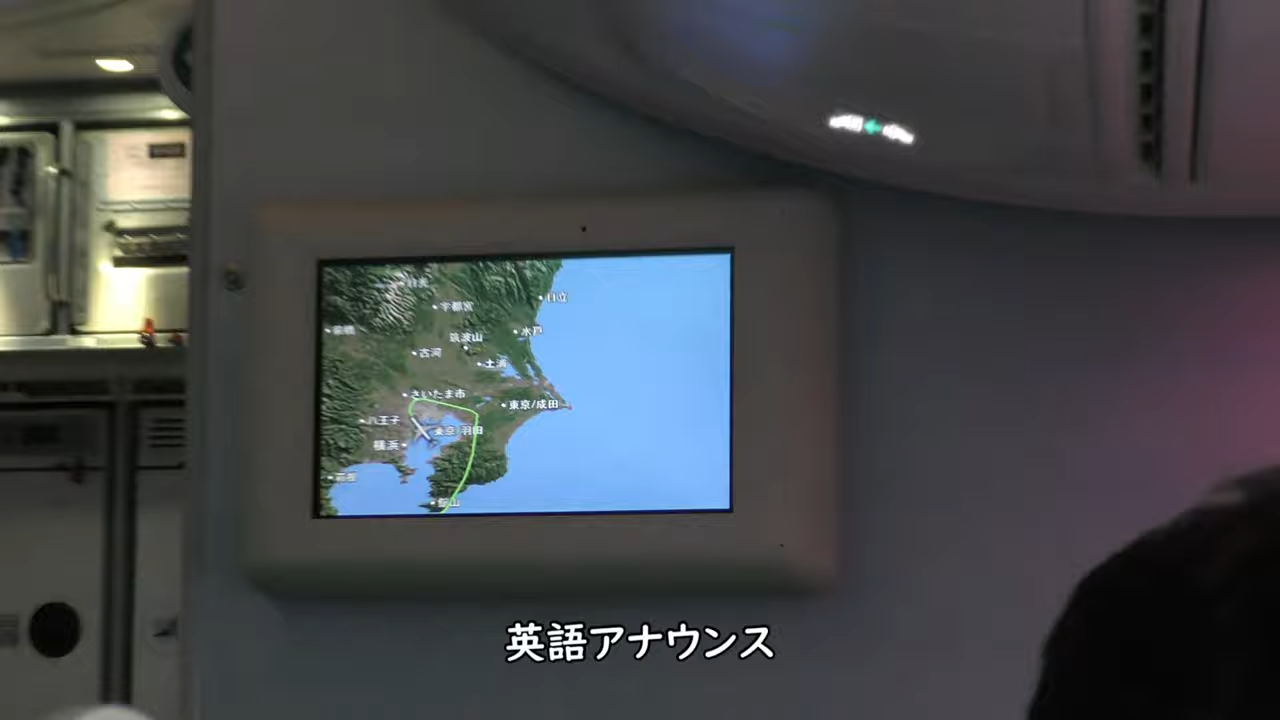 日光
宇都宮
日立
前橋
水戸
筑波山
古河
土浦
さいたま市
東京/成田
八王子
東京/羽田
横浜
館山
英語アナウンス